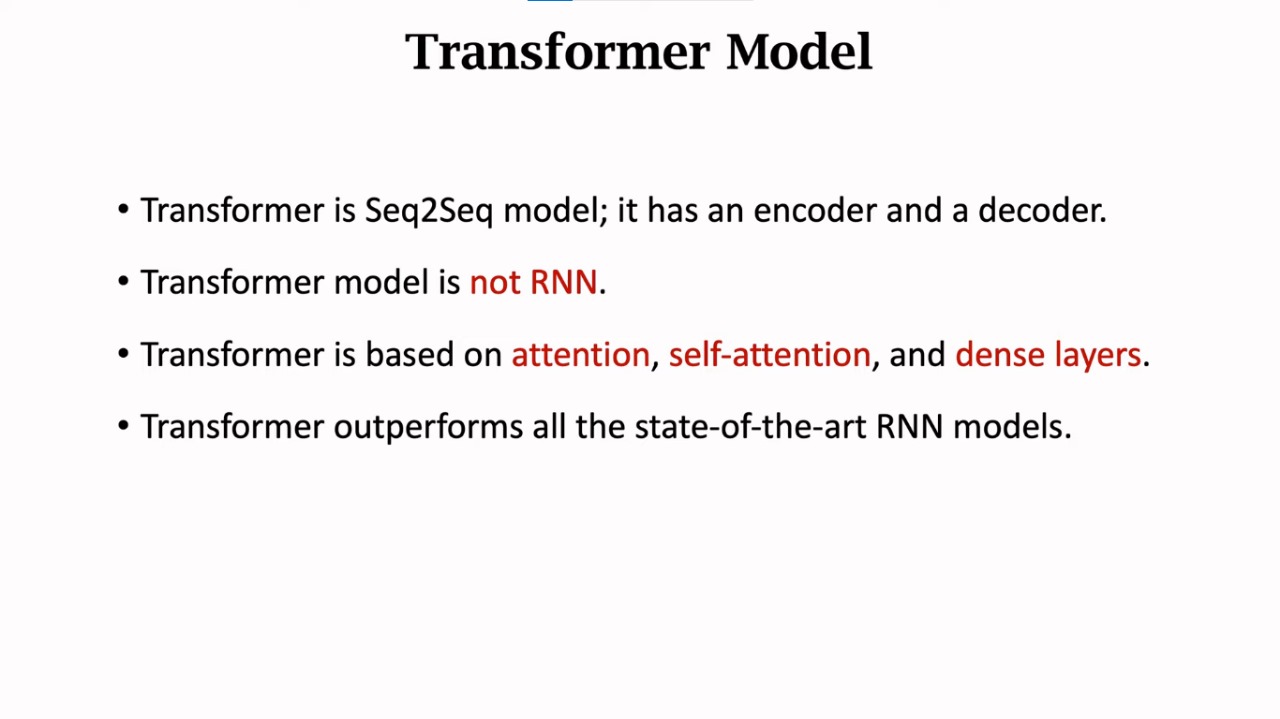 Transformer Model
• Transformer is Seq2Seq model; it has an encoder and a decoder.
• Transformer model is not RNN.
• Transformer is based on attention, self-attention, and dense layers.
• Transformer outperforms all the state-of-the-art RNN models.